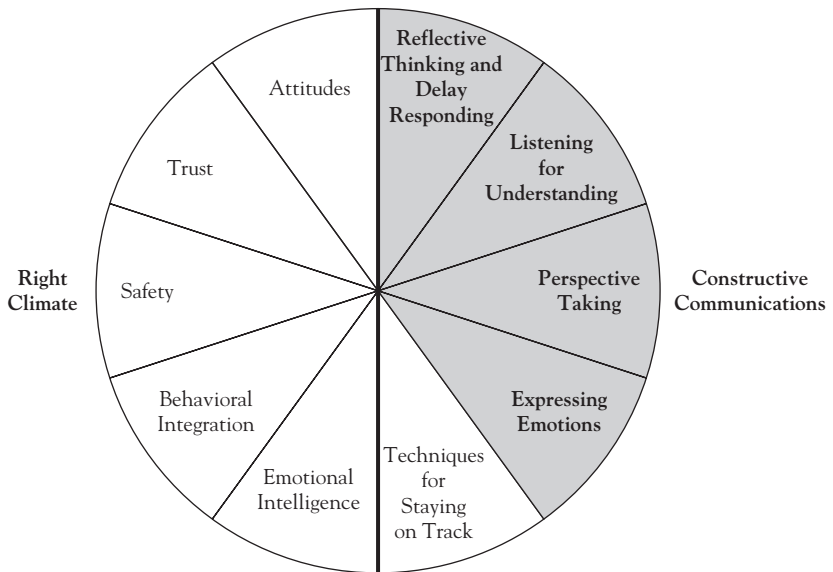 Reflective
Thinking and
Delay
Responding
Attitudes
Listening
for
Understanding
Trust
Right
Climate
Safety
Perspective
Taking
Constructive
Communications
Behavioral
Integration
Expressing
Emotions
Emotional
Intelligence
Techniques
for
Staying
on Track